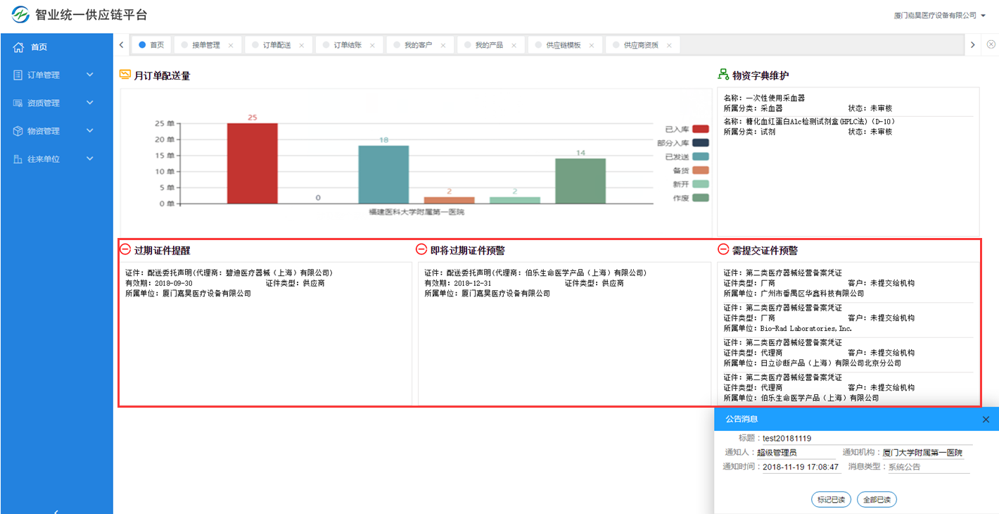 智业统一供应链平台
厦门嘉昊医疗设备有限公司
首页
订单管理
资质管理
物资管理
往来单位
首页 接单管理 订单配送 订单结账 我的客户 我的产品 供应链模板 供应商资质
月订单配送量
25 单
20 单
15 单
10 单
5 单
0 单
25
0
18
2
2
14
福建医科大学附属第一医院
已入库
部分入库
已发送
备货
新开
作废
物资字典维护
名称：一次性使用采血器
所属分类：采血器 状态：未审核
名称：糖化血红蛋白A1c检测试剂盒(HPLC法)（D-10）
所属分类：试剂 状态：未审核
过期证件提醒
证件：配送委托声明(代理商：碧迪医疗器械（上海）有限公司)
有效期：2018-09-30 证件类型：供应商
所属单位：厦门嘉昊医疗设备有限公司
即将过期证件预警
证件：配送委托声明(代理商：伯乐生命医学产品（上海）有限公司)
有效期：2018-12-31 证件类型：供应商
所属单位：厦门嘉昊医疗设备有限公司
需提交证件预警
证件：第二类医疗器械经营备案凭证
证件类型：厂商 客户：未提交给机构
所属单位：广州市番禺区华鑫科技有限公司
证件：第二类医疗器械经营备案凭证
证件类型：厂商 客户：未提交给机构
所属单位：Bio-Rad Laboratories,Inc.
证件：第二类医疗器械经营备案凭证
证件类型：代理商 客户：未提交给机构
所属单位：日立诊断产品（上海）有限公司北京分公司
证件：第二类医疗器械经营备案凭证
证件类型：代理商 客户：未提交给机构
所属单位：伯乐生命医学产品（上海）有限公司
公告消息
标题：test20181119
通知人：超级管理员 通知机构：厦门大学附属第一医院
通知时间：2018-11-19 17:08:47 消息类型：系统公告
标记已读 全部已读